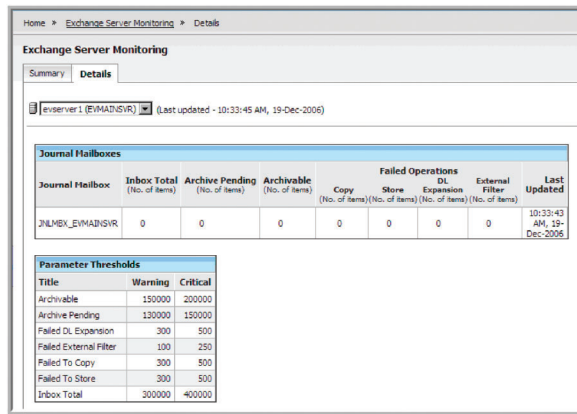 Home » Exchange Server Monitoring » Details
Exchange Server Monitoring
Summary Details
evserver1 (EVMAINSVR) (Last updated - 10:33:45 AM, 19-Dec-2006)
Journal Mailboxes
Journal Mailbox Inbox Total (No. of items) Archive Pending (No. of items) Archivable (No. of items) Failed Operations Last Updated
Copy (No. of items) Store (No. of items) DL Expansion (No. of items) External Filter (No. of items)
JNLMBX_EVMAINSVR 0 0 0 0 0 0 0 10:33:43 AM, 19-Dec-2006
Parameter Thresholds
Title Warning Critical
Archivable 150000 200000
Archive Pending 130000 150000
Failed DL Expansion 300 500
Failed External Filter 100 250
Failed To Copy 300 500
Failed To Store 300 500
Inbox Total 300000 400000